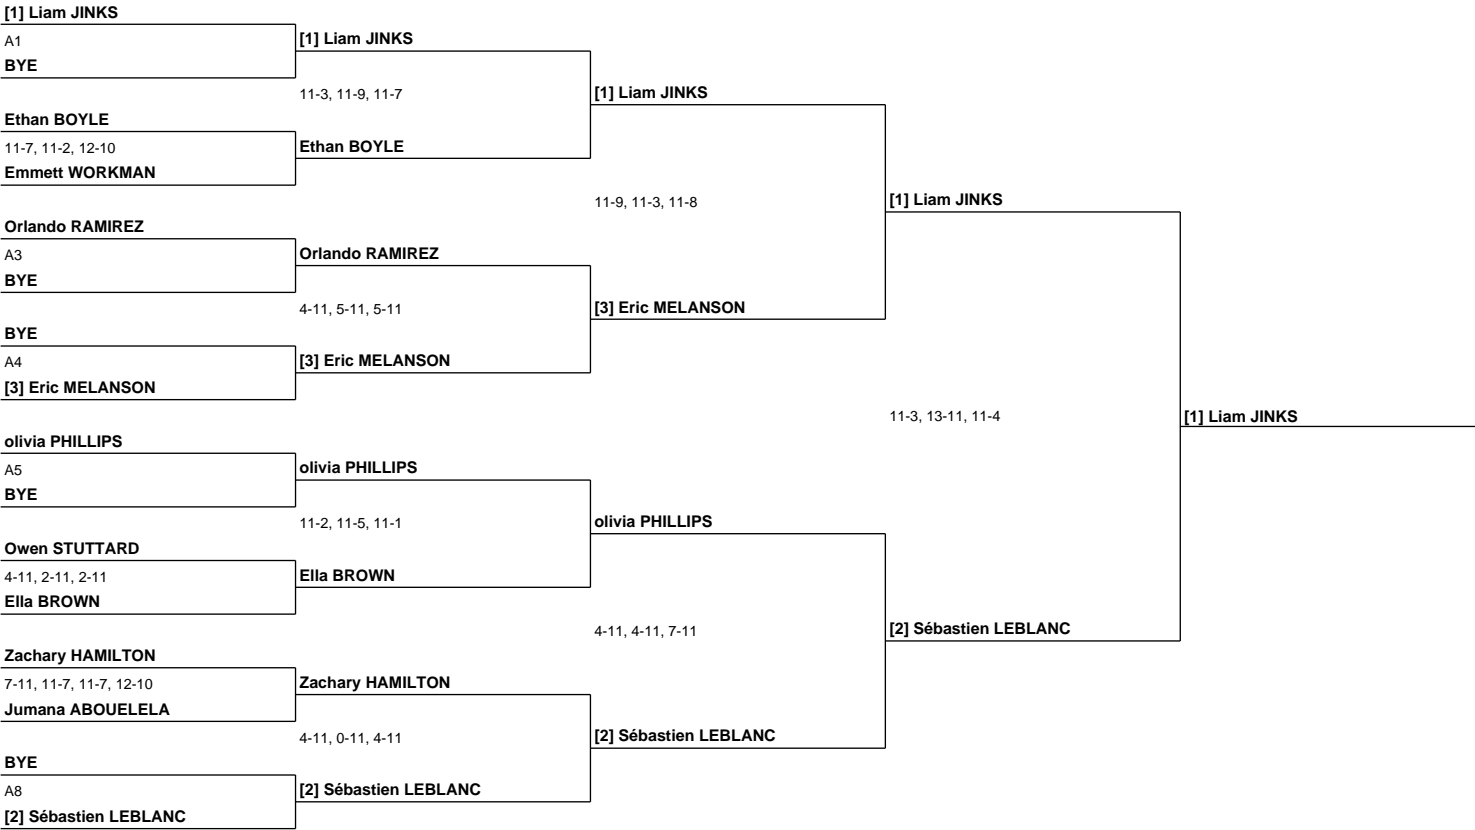 [1] Liam JINKS
A1
BYE
Ethan BOYLE
11-7, 11-2, 12-10
Emmett WORKMAN
Orlando RAMIREZ
A3
BYE
BYE
A4
[3] Eric MELANSON
olivia PHILLIPS
A5
BYE
Owen STUTTARD
4-11, 2-11, 2-11
Ella BROWN
Zachary HAMILTON
7-11, 11-7, 11-7, 12-10
Jumana ABOUELELA
BYE
A8
[2] Sébastien LEBLANC
[1] Liam JINKS
11-3, 11-9, 11-7
Ethan BOYLE
Orlando RAMIREZ
4-11, 5-11, 5-11
[3] Eric MELANSON
olivia PHILLIPS
11-2, 11-5, 11-1
Ella BROWN
Zachary HAMILTON
4-11, 0-11, 4-11
[2] Sébastien LEBLANC
[1] Liam JINKS
11-9, 11-3, 11-8
[3] Eric MELANSON
olivia PHILLIPS
4-11, 4-11, 7-11
[2] Sébastien LEBLANC
[1] Liam JINKS
11-3, 13-11, 11-4
[2] Sébastien LEBLANC
[1] Liam JINKS